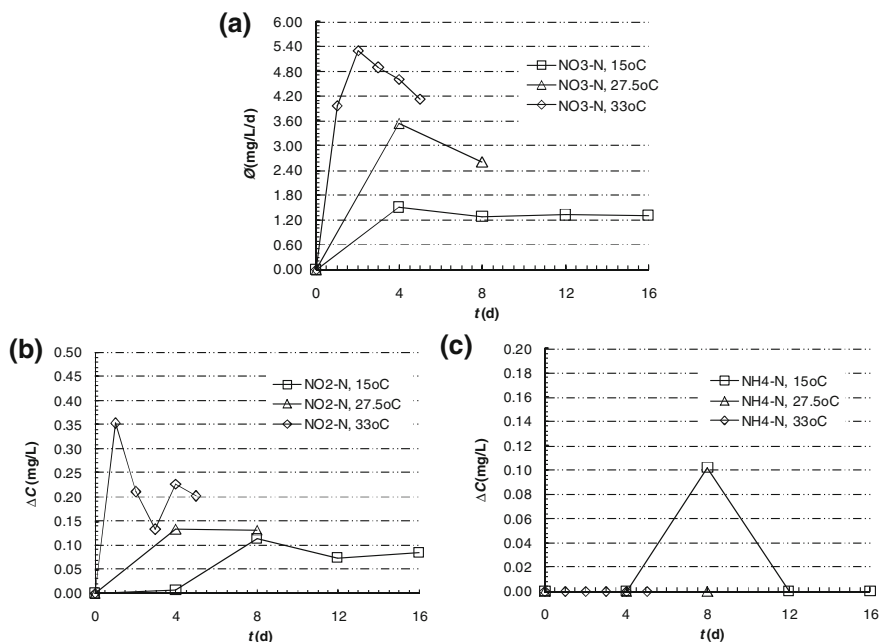 (a)
6.00
5.40
4.80
4.20
3.60
3.00
2.40
1.80
1.20
0.60
0.00
Ø(mg/L/d)
NO3-N, 15oC
NO3-N, 27.5oC
NO3-N, 33oC
0 4 8 12 16
t(d)
(b)
0.50
0.45
0.40
0.35
0.30
0.25
0.20
0.15
0.10
0.05
0.00
ΔC(mg/L)
NO2-N, 15oC
NO2-N, 27.5oC
NO2-N, 33oC
0 4 8 12 16
t(d)
(c)
0.20
0.18
0.16
0.14
0.12
0.10
0.08
0.06
0.04
0.02
0.00
ΔC(mg/L)
NH4-N, 15oC
NH4-N, 27.5oC
NH4-N, 33oC
0 4 8 12 16
t(d)